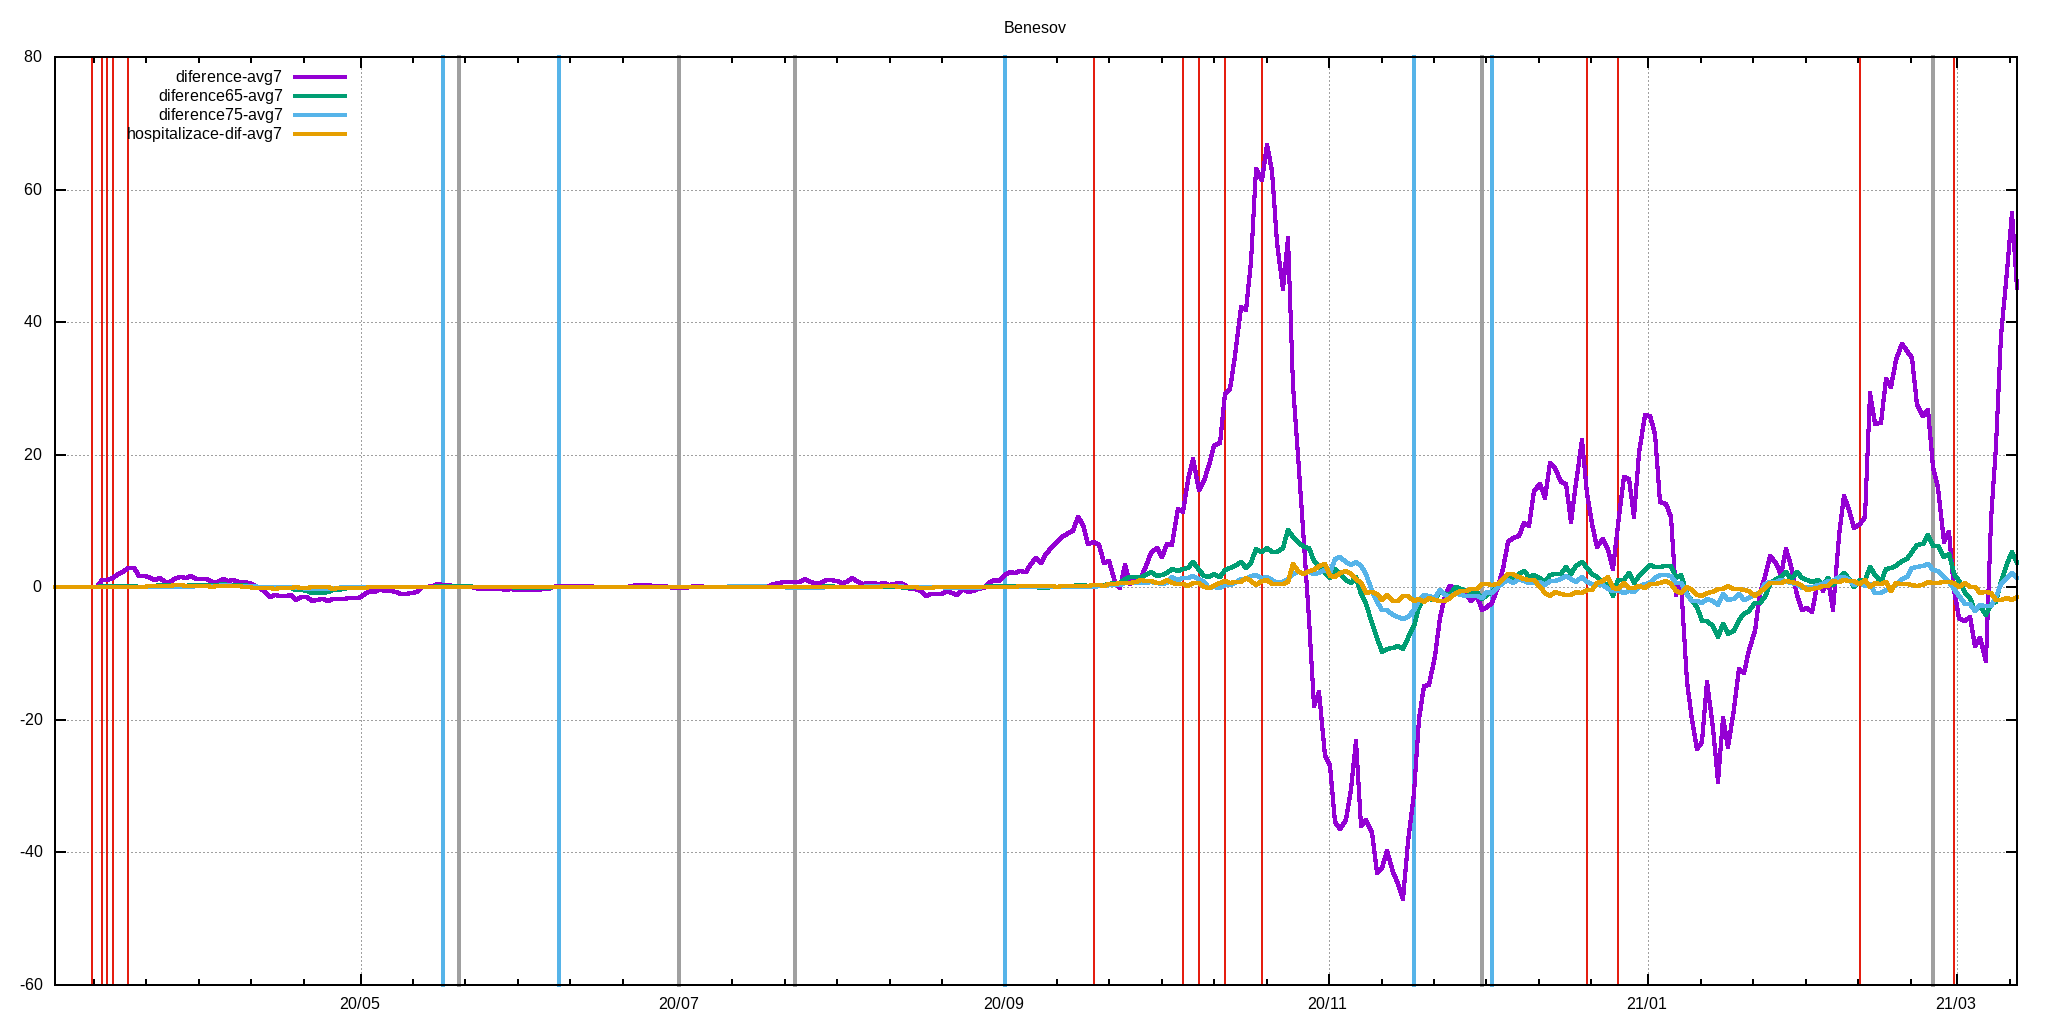 Benesov
80
diference-avg7
diference65-avg7
diference75-avg7
hospitalizace-dif-avg7
60
40
20
0
-20
-40
-60
20/05 20/07 20/09 20/11 21/01 21/03